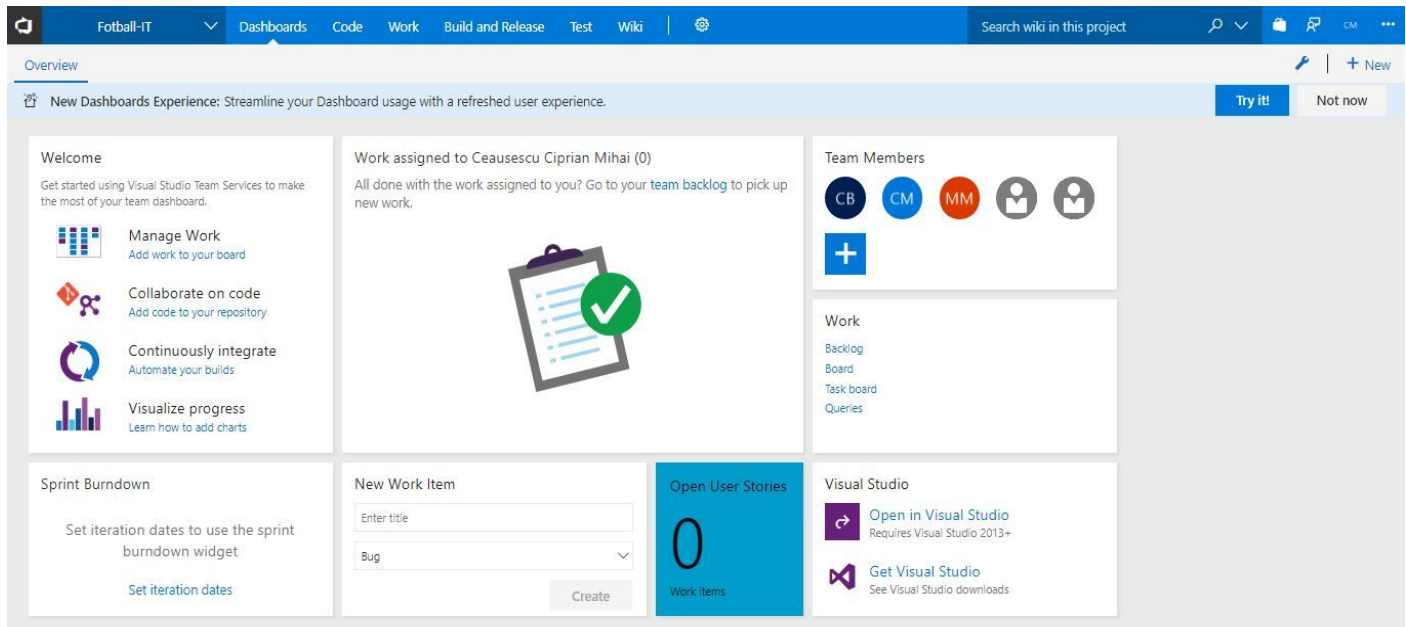 Fotball-IT
Dashboards
Code
Work
Build and Release
Test
Wiki
Search wiki in this project
CM
Overview
New
New Dashboards Experience: Streamline your Dashboard usage with a refreshed user experience.
Try it!
Not now
Welcome
Get started using Visual Studio Team Services to make
the most of your team dashboard.
Manage Work
Add work to your board
Collaborate on code
Add code to your repository
Continuously integrate
Automate your builds
Visualize progress
Learn how to add charts
Work assigned to Ceausescu Ciprian Mihai (0)
All done with the work assigned to you? Go to your team backlog to pick up
new work.
Team Members
CB
CM
MM
Work
Backlog
Board
Task board
Queries
Sprint Burndown
Set iteration dates to use the sprint
burndown widget
Set iteration dates
New Work Item
Enter title
Bug
Create
Open User Stories
0
Work items
Visual Studio
Open in Visual Studio
Requires Visual Studio 2013+
Get Visual Studio
See Visual Studio downloads